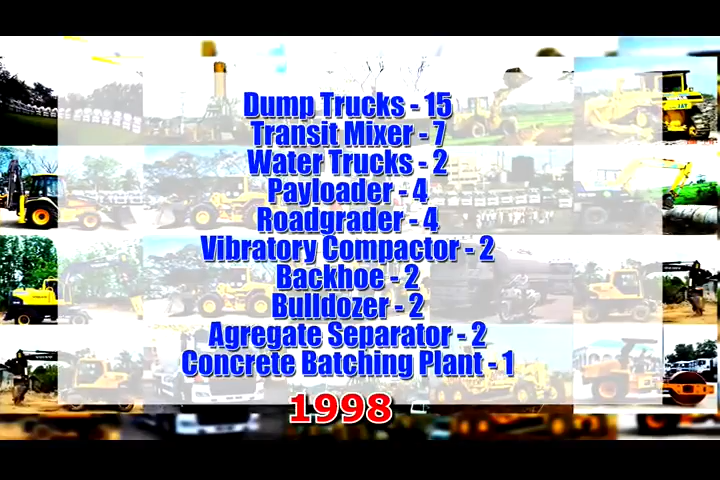 Dump Trucks - 15
Transit Mixer - 7
Water Trucks - 2
Payloader - 4
Roadgrader - 4
Vibratory Compactor - 2
Backhoe - 2
Bulldozer - 2
Agregate Separator - 2
Concrete Batching Plant - 1
1998